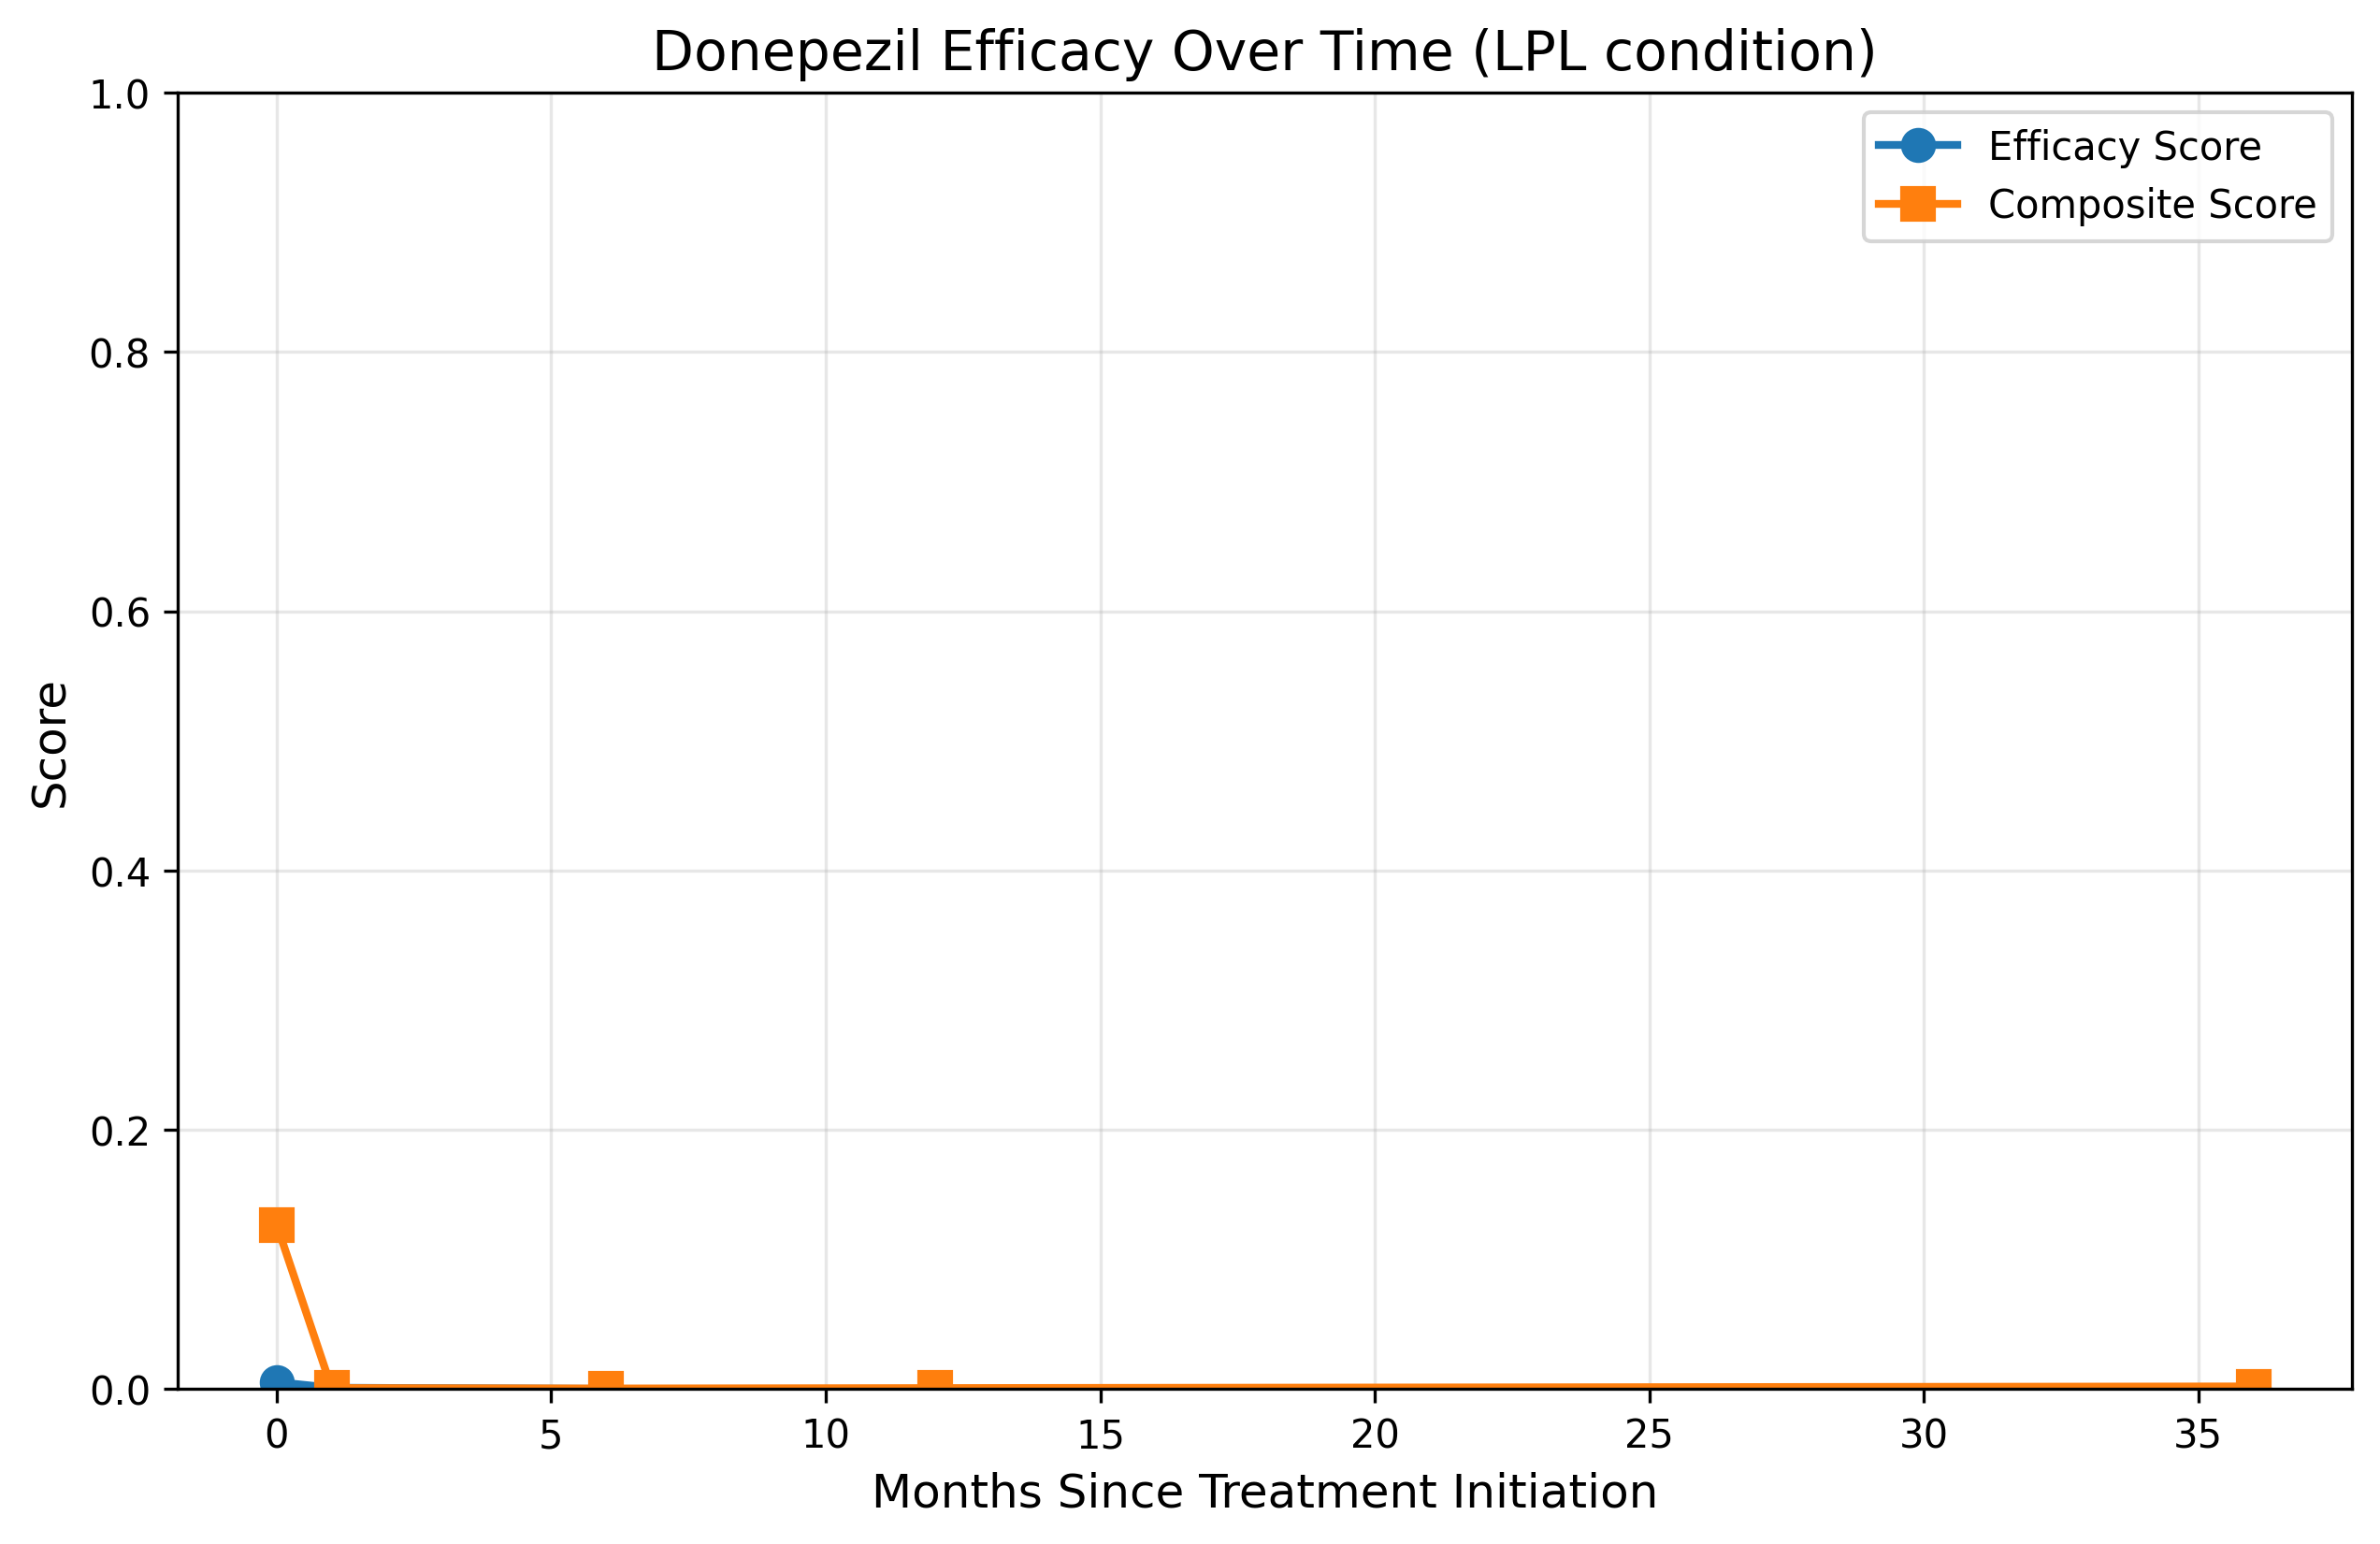 Donepezil Efficacy Over Time (LPL condition)
Efficacy Score
Composite Score
1.0
0.8
0.6
0.4
0.2
0.0
Score
0 5 10 15 20 25 30 35
Months Since Treatment Initiation